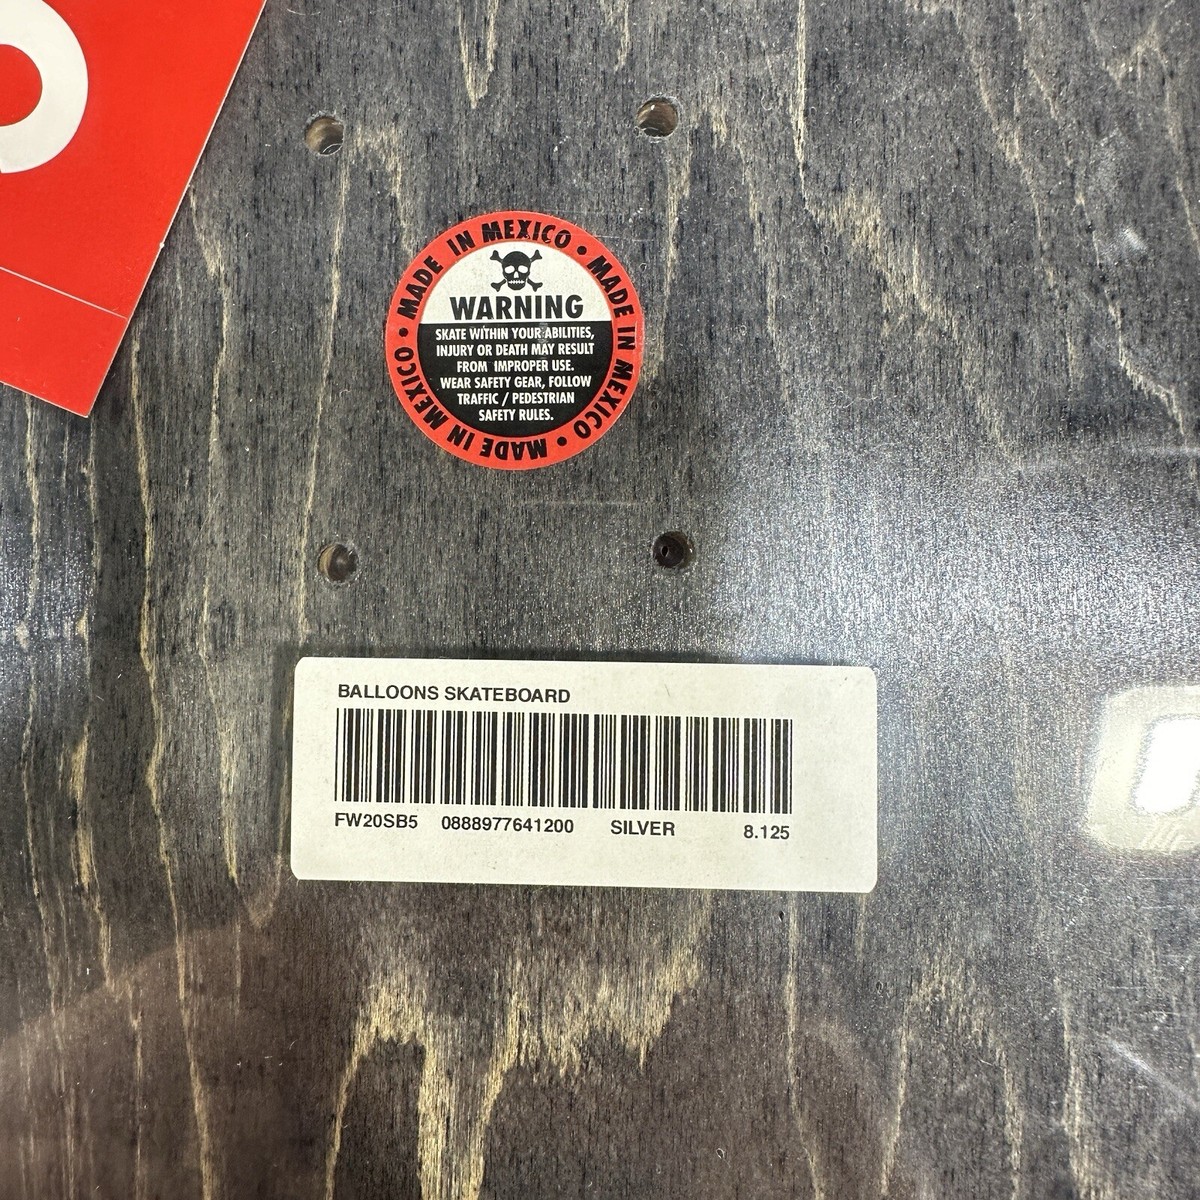 MADE IN MEXICO • MADE IN MEXICO • MADE IN MEXICO •
WARNING
SKATE WITHIN YOUR ABILITIES,
INJURY OR DEATH MAY RESULT
FROM IMPROPER USE.
WEAR SAFETY GEAR, FOLLOW
TRAFFIC / PEDESTRIAN
SAFETY RULES.
BALLOONS SKATEBOARD
FW20SB5 0888977641200 SILVER 8.125